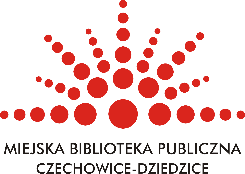 MIEJSKA BIBLIOTEKA PUBLICZNA
CZECHOWICE-DZIEDZICE